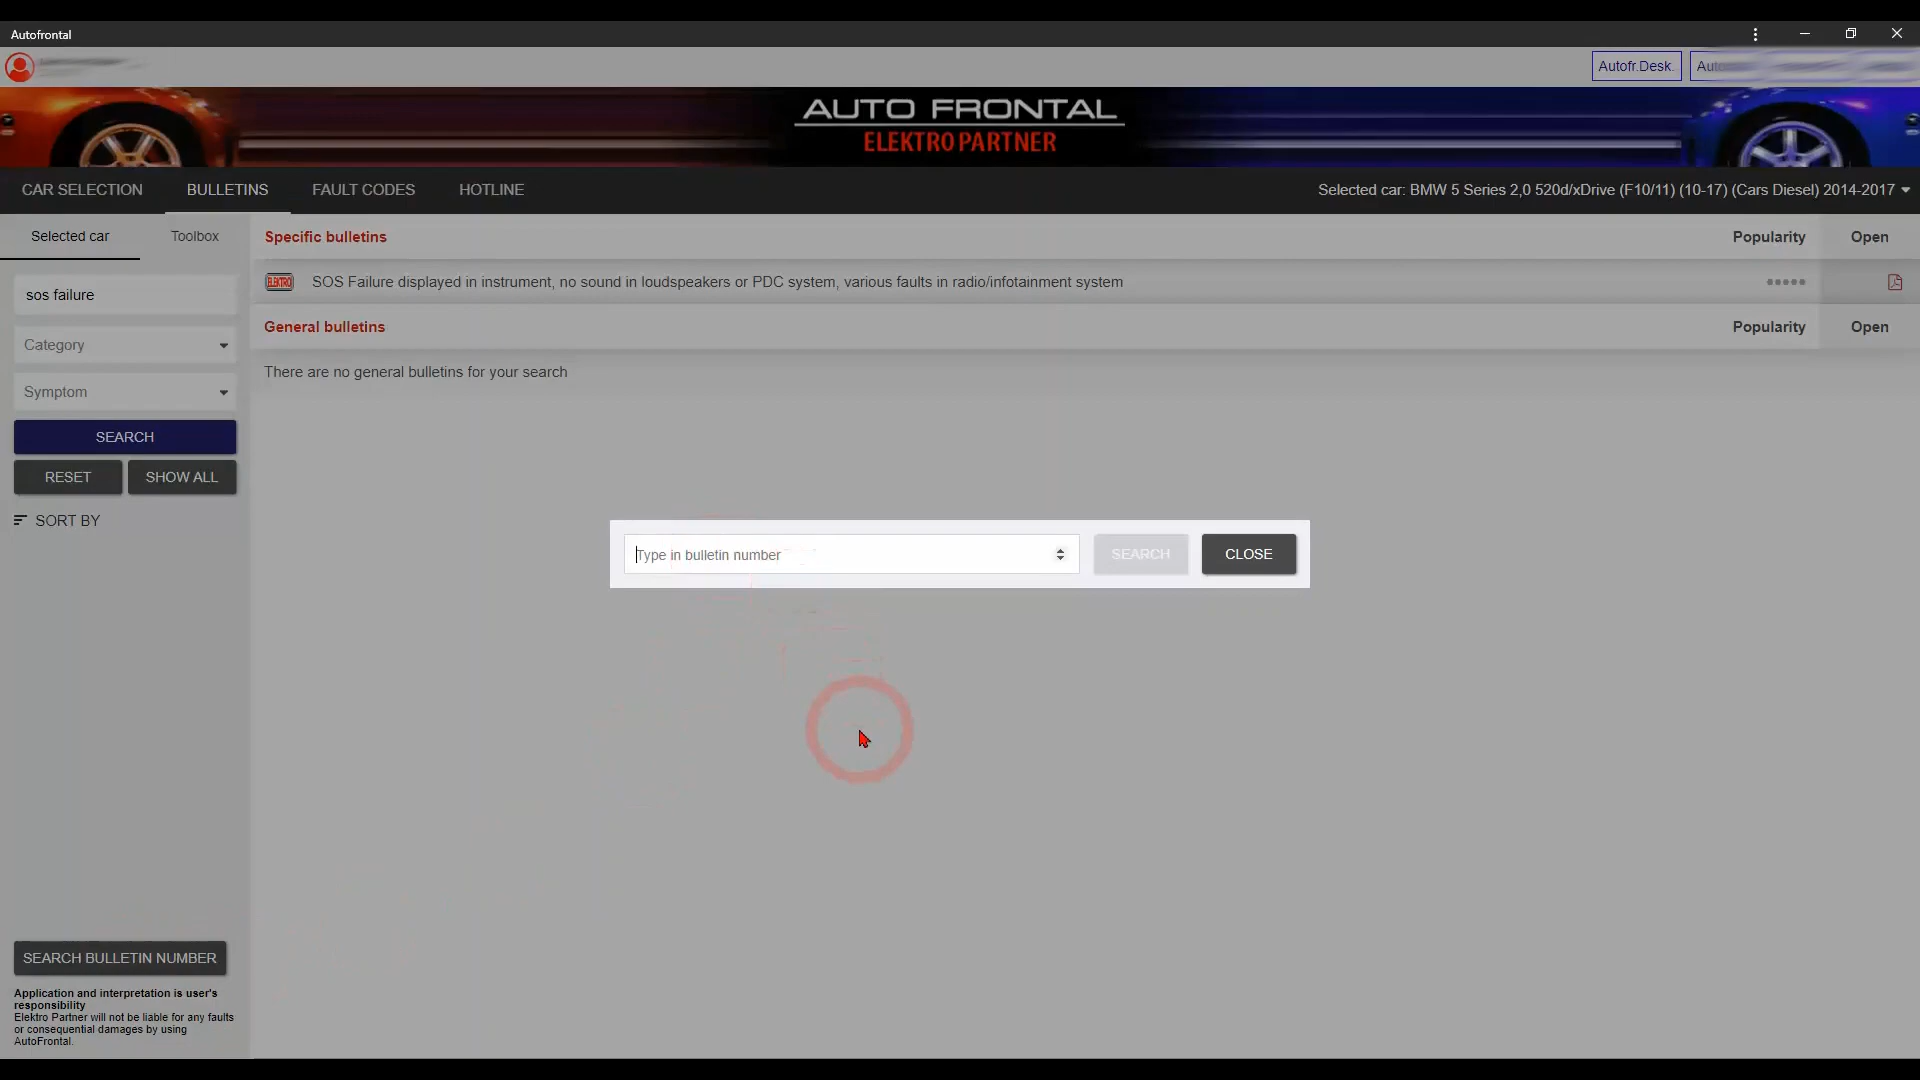 Autofrontal
Autofr.Desk.
AUTO FRONTAL
ELEKTRO PARTNER
CAR SELECTION BULLETINS FAULT CODES HOTLINE Selected car: BMW 5 Series 2,0 520d/xDrive (F10/11) (10-17) (Cars Diesel) 2014-2017
Selected car Toolbox
Specific bulletins Popularity Open
ELEKTRO SOS Failure displayed in instrument, no sound in loudspeakers or PDC system, various faults in radio/infotainment system
General bulletins Popularity Open
There are no general bulletins for your search
sos failure
Category
Symptom
SEARCH
RESET SHOW ALL
SORT BY
Type in bulletin number SEARCH CLOSE
SEARCH BULLETIN NUMBER
Application and interpretation is user's
responsibility
Elektro Partner will not be liable for any faults
or consequential damages by using
AutoFrontal.